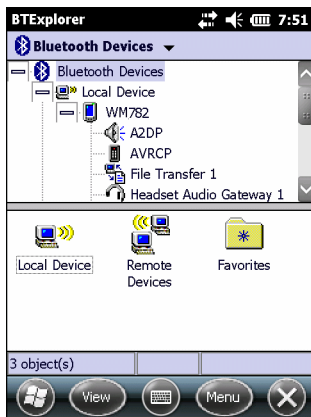 BTExplorer 7:51
Bluetooth Devices
Bluetooth Devices
Local Device
WM782
A2DP
AVRCP
File Transfer 1
Headset Audio Gateway 1
Local Device Remote Devices Favorites
3 object(s)
View Menu